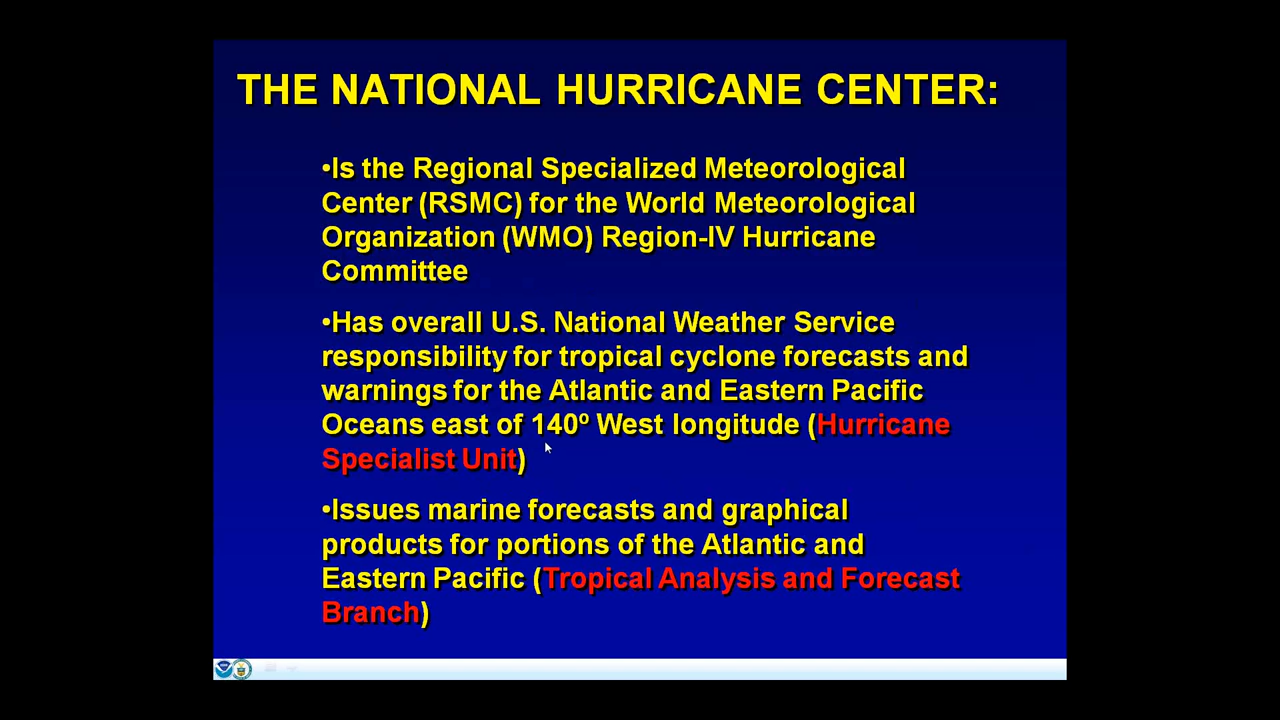 THE NATIONAL HURRICANE CENTER:
•Is the Regional Specialized Meteorological
Center (RSMC) for the World Meteorological
Organization (WMO) Region-IV Hurricane
Committee
•Has overall U.S. National Weather Service
responsibility for tropical cyclone forecasts and
warnings for the Atlantic and Eastern Pacific
Oceans east of 140º West longitude (Hurricane
Specialist Unit)
•Issues marine forecasts and graphical
products for portions of the Atlantic and
Eastern Pacific (Tropical Analysis and Forecast
Branch)